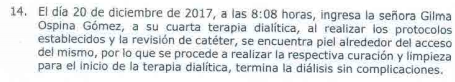 14. El día 20 de diciembre de 2017, a las 8:08 horas, ingresa la señora Gilma
Ospina Gómez, a su cuarta terapia dialítica, al realizar los protocolos
establecidos y la revisión de catéter, se encuentra piel alrededor del acceso
del mismo, por lo que se procede a realizar la respectiva curación y limpieza
para el inicio de la terapia dialítica, termina la diálisis sin complicaciones.